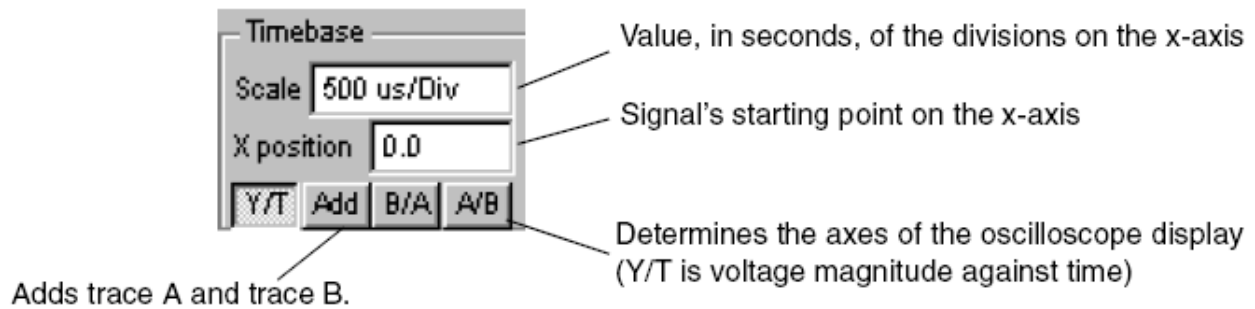 Timebase
Value, in seconds, of the divisions on the x-axis
Scale 500 us/Div
Signal's starting point on the x-axis
X position 0.0
Y/T Add B/A A/B
Determines the axes of the oscilloscope display
(Y/T is voltage magnitude against time)
Adds trace A and trace B.